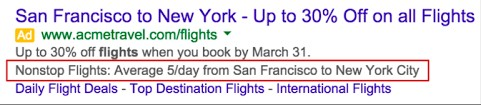 San Francisco to New York - Up to 30% Off on all Flights
Ad www.acmetravel.com/flights
Up to 30% off flights when you book by March 31.
Nonstop Flights: Average 5/day from San Francisco to New York City
Daily Flight Deals - Top Destination Flights - International Flights